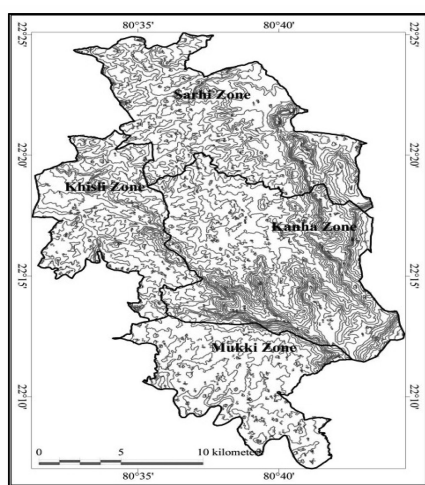 80°35' 80°40'
22°25' 22°25'
Sarhi Zone
22°20' 22°20'
Khisli Zone
Kanha Zone
22°15' 22°15'
Mukki Zone
22°10' 22°10'
0 5 10 kilometers
80°35' 80°40'